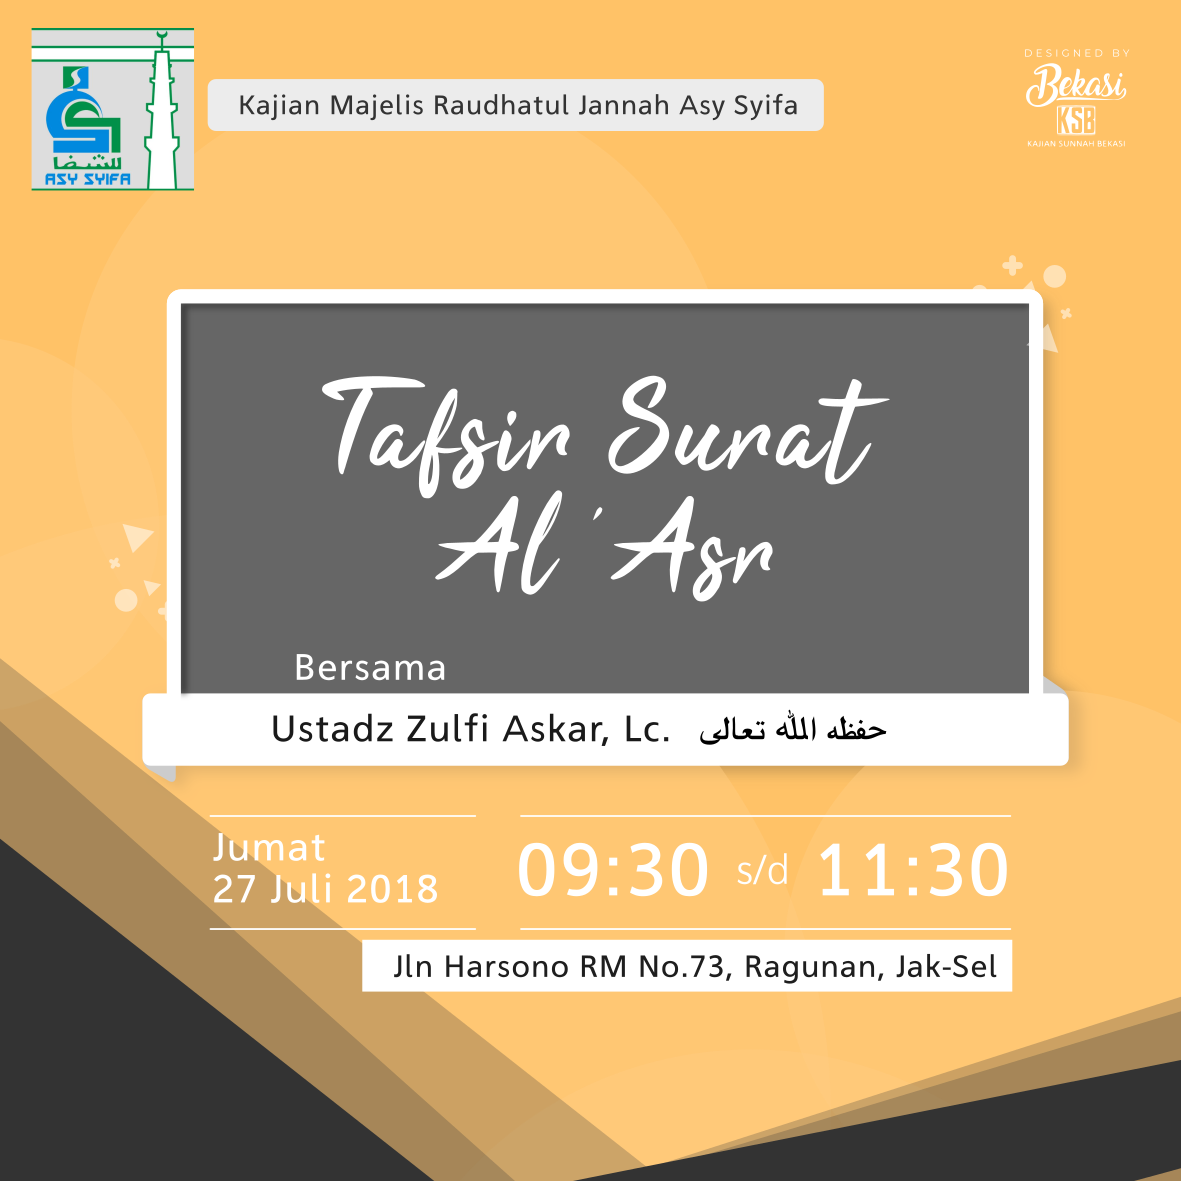 للشفا
ASY SYIFA
Kajian Majelis Raudhatul Jannah Asy Syifa
DESIGNED BY
Bekasi
KSB
KAJIAN SUNNAH BEKASI
Tafsir Surat
Al 'Asr
Bersama
Ustadz Zulfi Askar, Lc. حفظه الله تعالى
Jumat
27 Juli 2018
09:30 s/d 11:30
Jln Harsono RM No.73, Ragunan, Jak-Sel